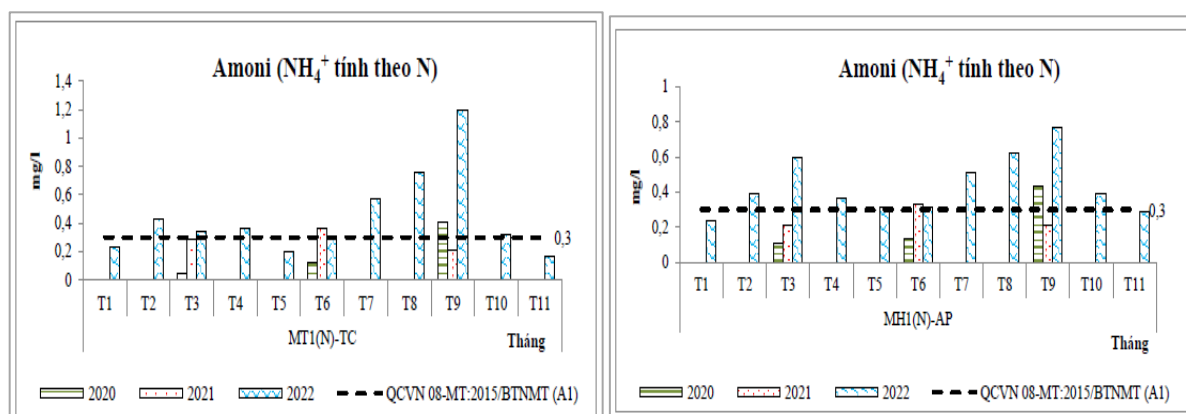 Amoni (NH₄⁺ tính theo N)
mg/l
1,4
1,2
1
0,8
0,6
0,4
0,2
0
0,3
T1 T2 T3 T4 T5 T6 T7 T8 T9 T10 T11
MT1(N)-TC
Tháng
2020 2021 2022 QCVN 08-MT:2015/BTNMT (A1)
Amoni (NH₄⁺ tính theo N)
mg/l
1
0,8
0,6
0,4
0,2
0
0,3
T1 T2 T3 T4 T5 T6 T7 T8 T9 T10 T11
MH1(N)-AP
Tháng
2020 2021 2022 QCVN 08-MT:2015/BTNMT (A1)